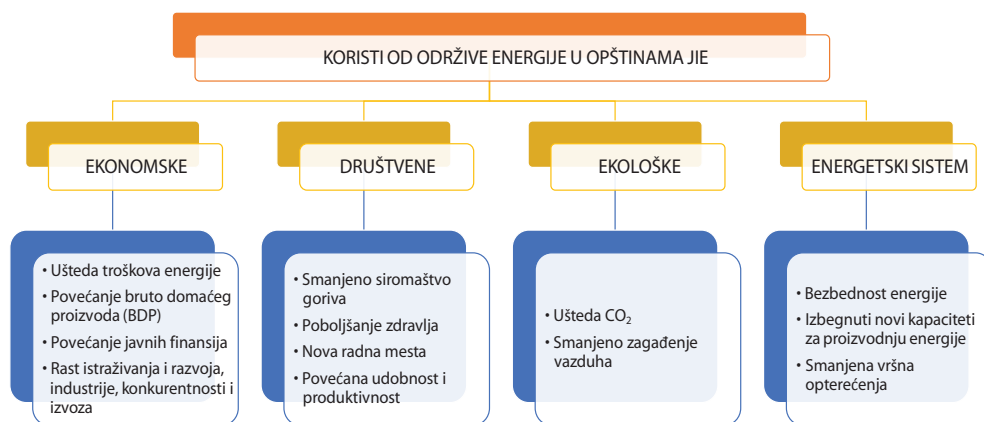 KORISTI OD ODRŽIVE ENERGIJE U OPŠTINAMA JIE
EKONOMSKE
• Ušteda troškova energije
• Povećanje bruto domaćeg
proizvoda (BDP)
• Povećanje javnih finansija
• Rast istraživanja i razvoja,
industrije, konkurentnosti i
izvoza
DRUŠTVENE
• Smanjeno siromaštvo
goriva
• Poboljšanje zdravlja
• Nova radna mesta
• Povećana udobnost i
produktivnost
EKOLOŠKE
• Ušteda CO₂
• Smanjeno zagađenje
vazduha
ENERGETSKI SISTEM
• Bezbednost energije
• Izbegnuti novi kapaciteti
za proizvodnju energije
• Smanjena vršna
opterećenja